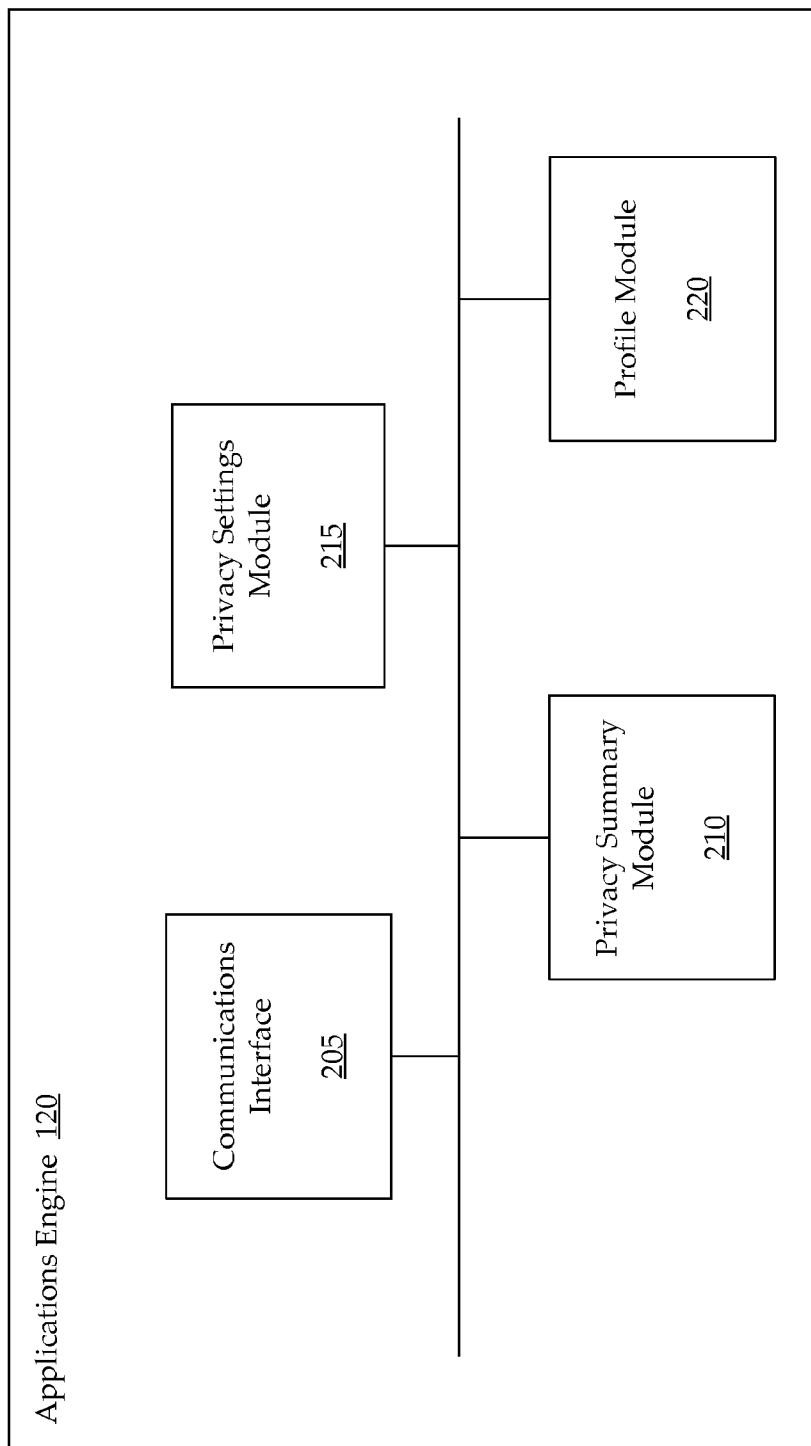 Applications Engine 120
Communications
Interface
205
Privacy Settings
Module
215
Privacy Summary
Module
210
Profile Module
220